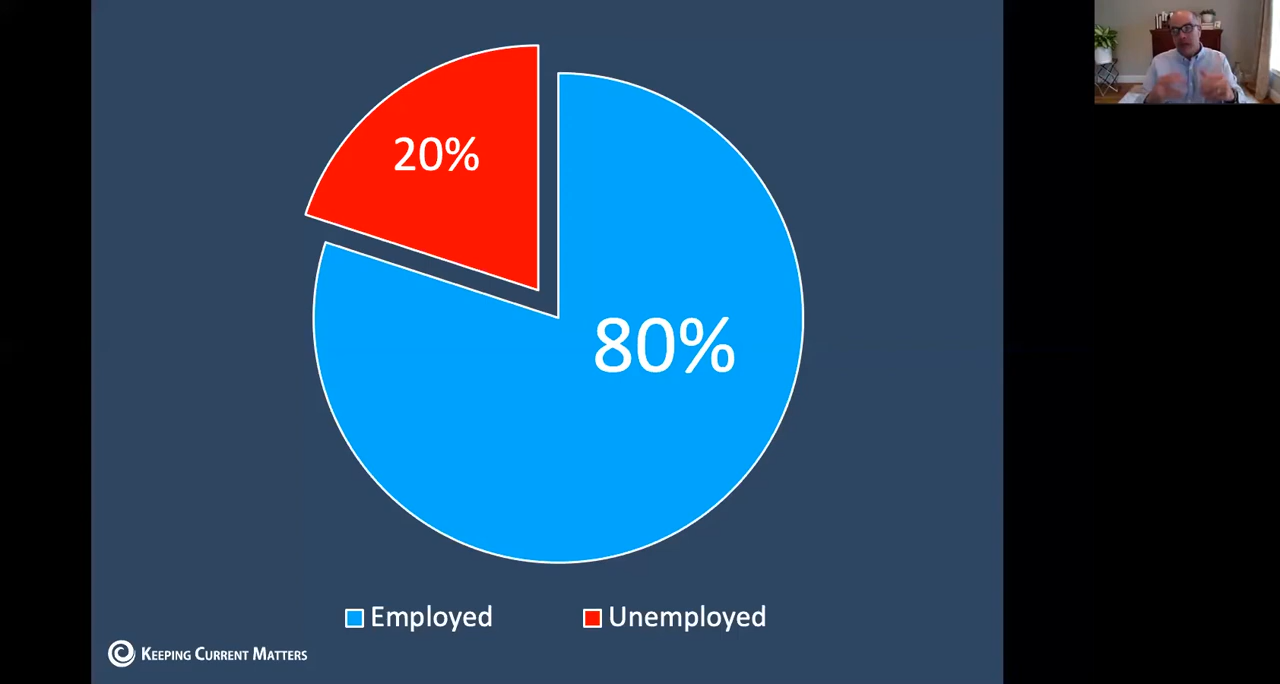 20%
80%
Employed
Unemployed
KEEPING CURRENT MATTERS